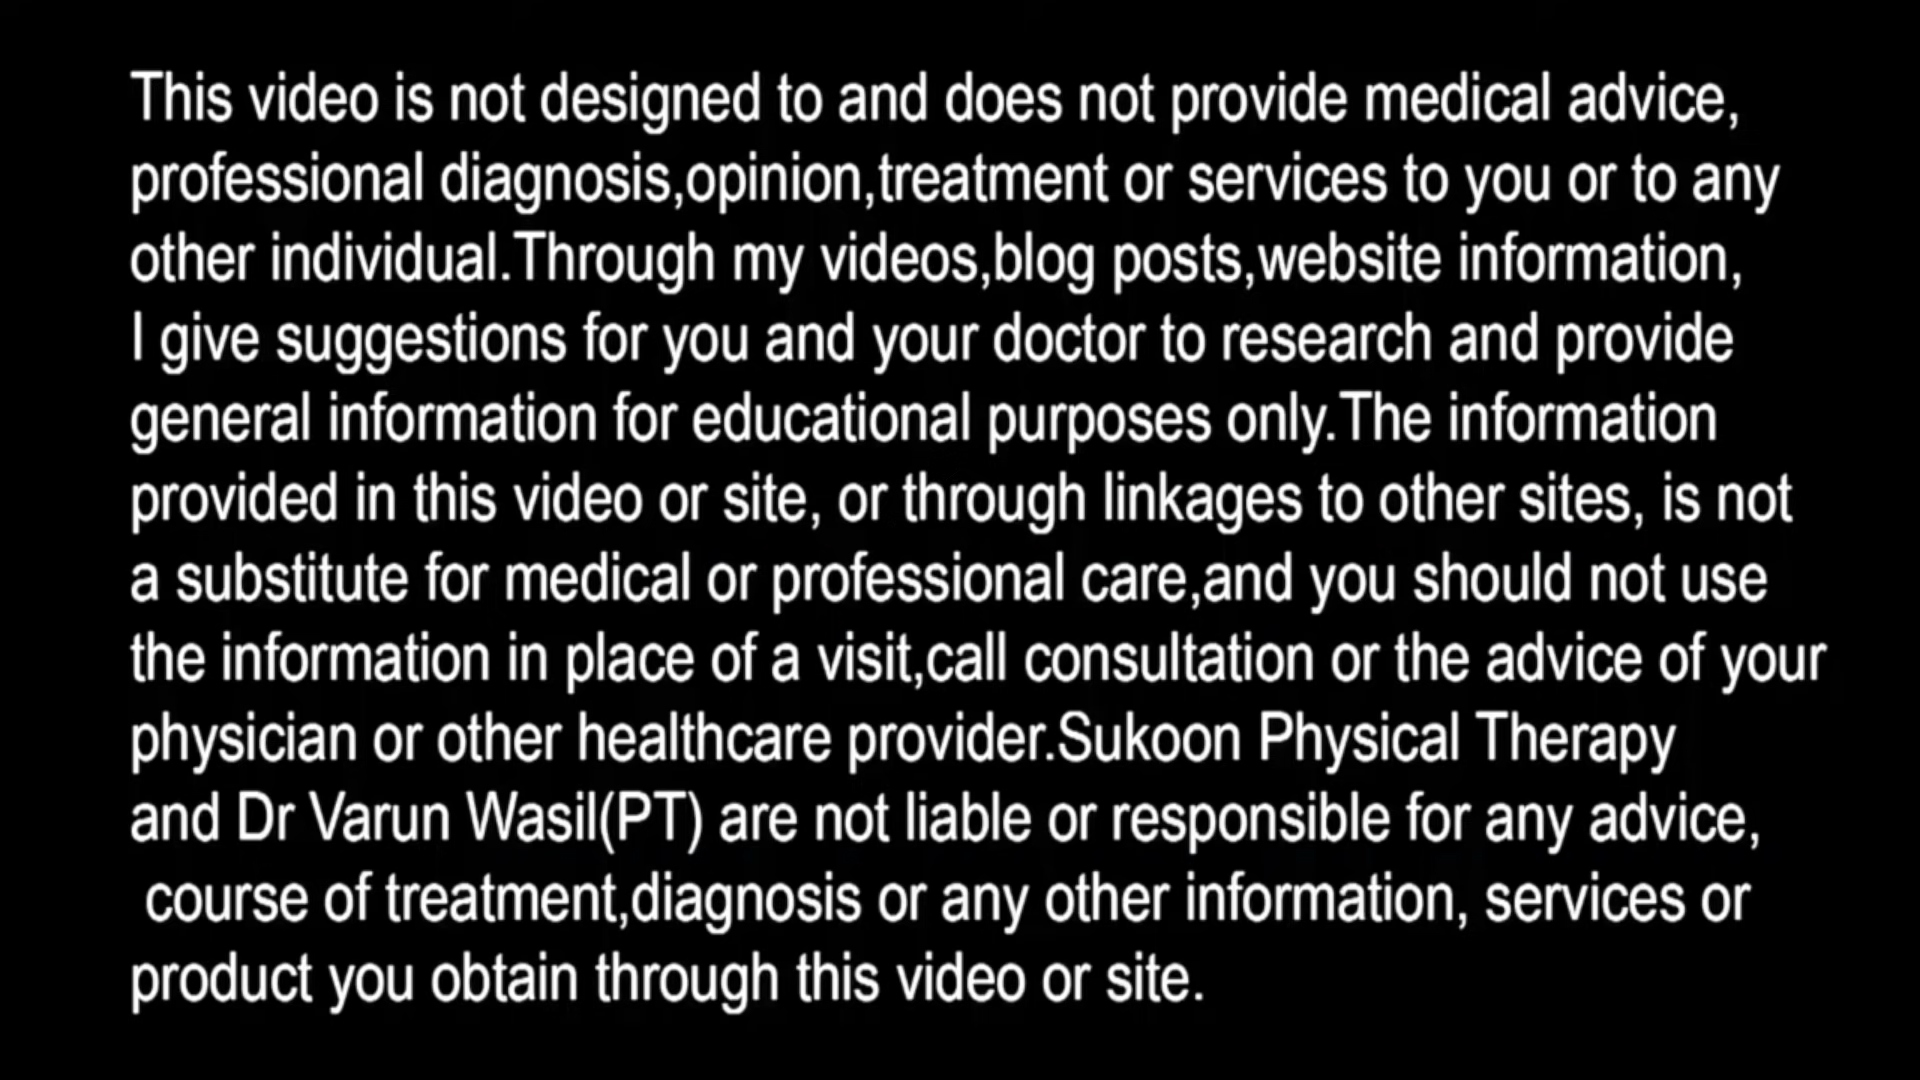 This video is not designed to and does not provide medical advice,
professional diagnosis,opinion,treatment or services to you or to any
other individual.Through my videos,blog posts,website information,
I give suggestions for you and your doctor to research and provide
general information for educational purposes only.The information
provided in this video or site, or through linkages to other sites, is not
a substitute for medical or professional care,and you should not use
the information in place of a visit,call consultation or the advice of your
physician or other healthcare provider.Sukoon Physical Therapy
and Dr Varun Wasil(PT) are not liable or responsible for any advice,
course of treatment,diagnosis or any other information, services or
product you obtain through this video or site.